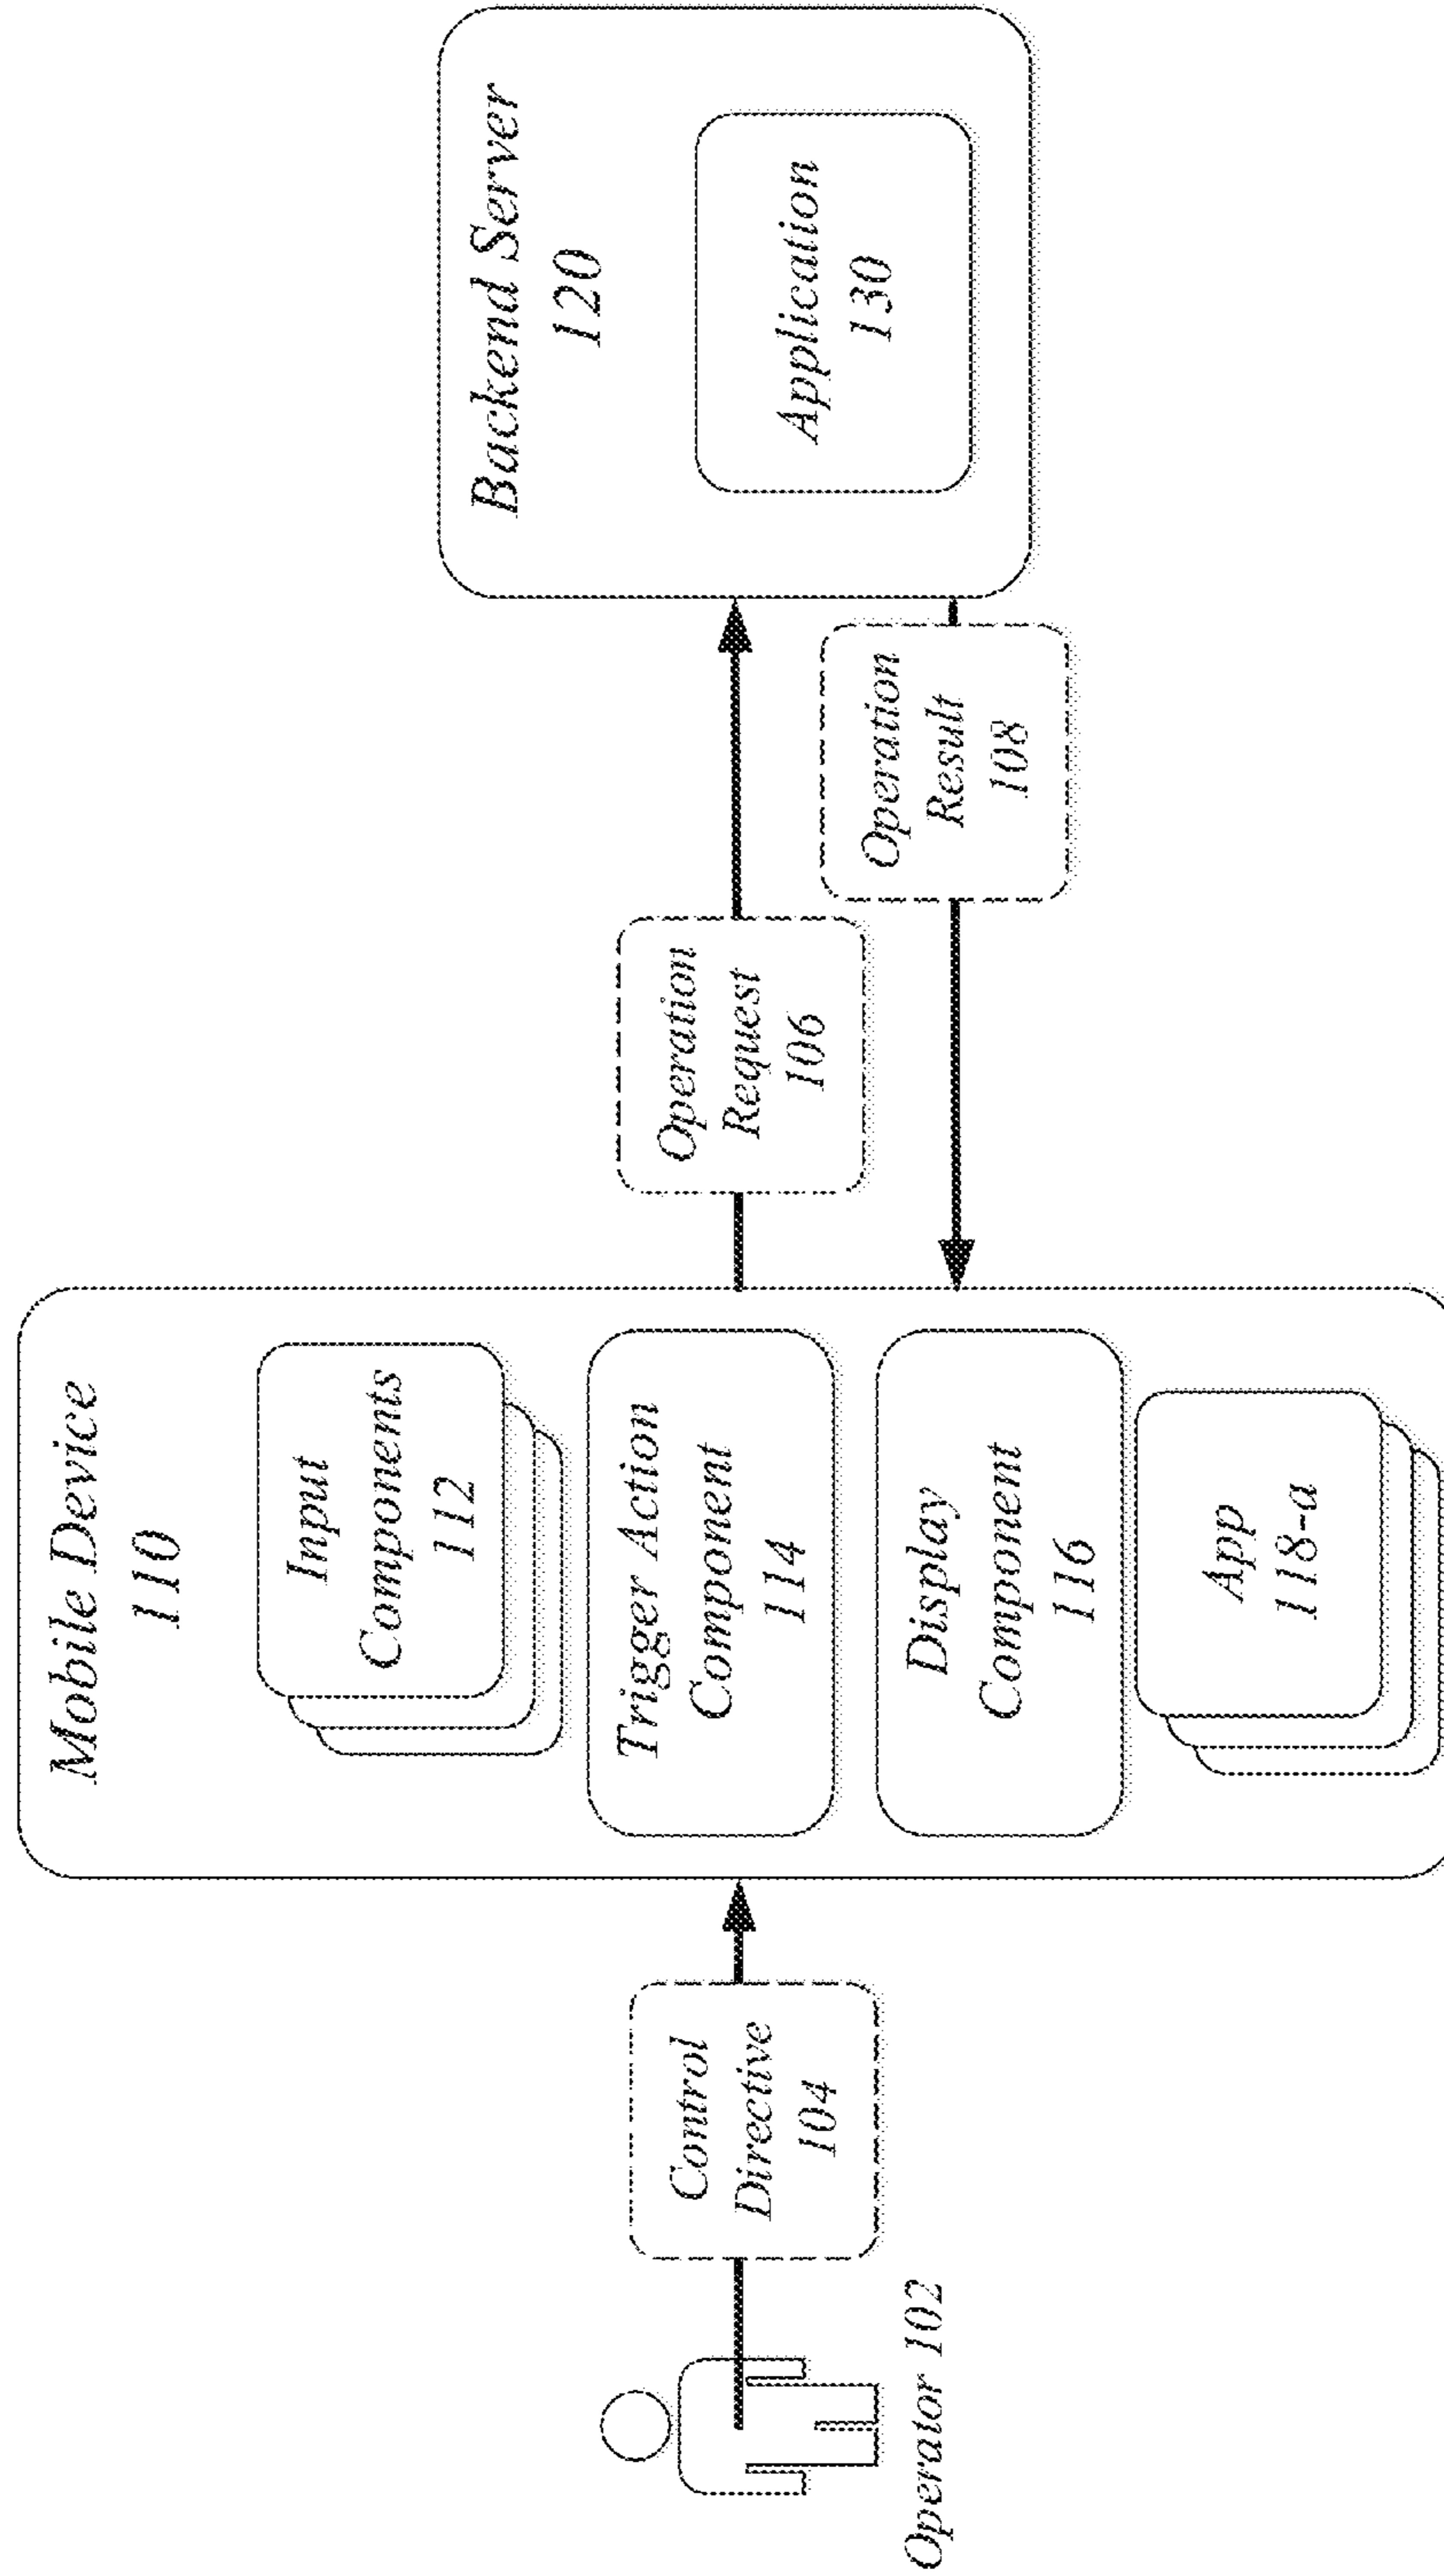 Operator 102
Control
Directive
104
Mobile Device
110
Input
Components
112
Trigger Action
Component
114
Display
Component
116
App
118-a
Operation
Request
106
Operation
Result
108
Backend Server
120
Application
130